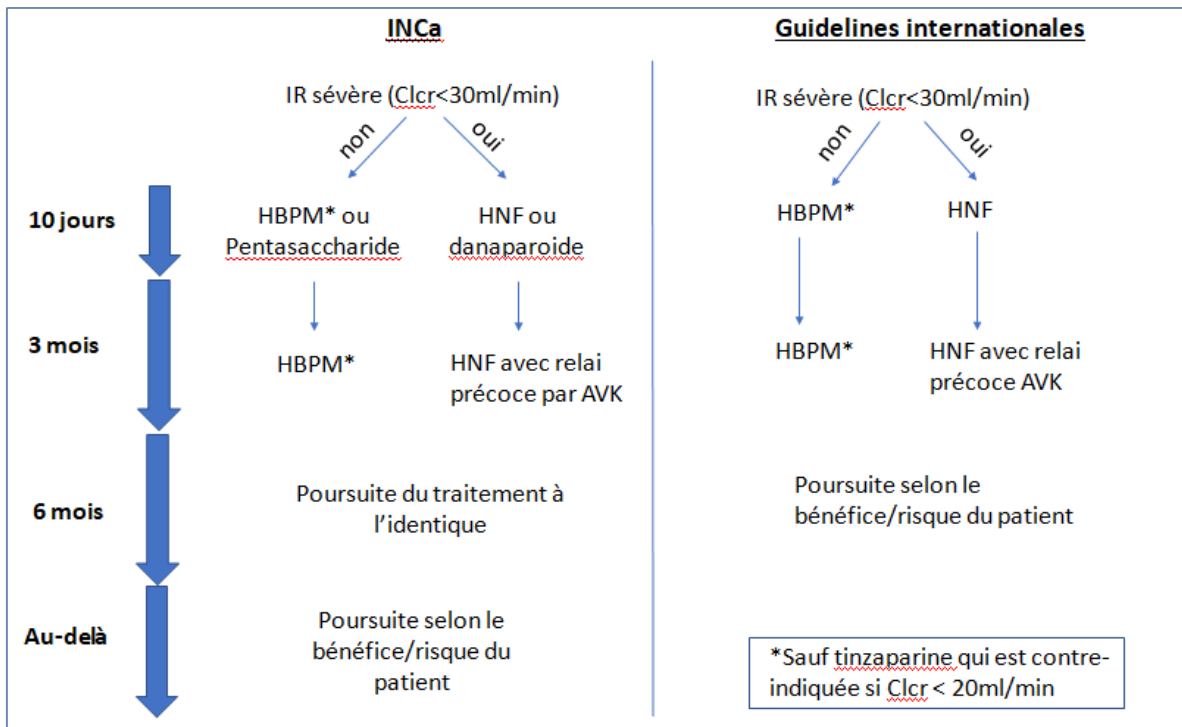 INCa
IR sévère (Clcr<30ml/min)
non
oui
10 jours
HBPM* ou
Pentasaccharide
HNF ou
danaparoide
3 mois
HBPM*
HNF avec relai
précoce par AVK
6 mois
Poursuite du traitement à
l'identique
Au-delà
Poursuite selon le
bénéfice/risque du
patient
Guidelines internationales
IR sévère (Clcr<30ml/min)
non
oui
HBPM*
HNF
HBPM*
HNF avec relai
précoce AVK
Poursuite selon le
bénéfice/risque du patient
*Sauf tinzaparine qui est contre-
indiquée si Clcr < 20ml/min